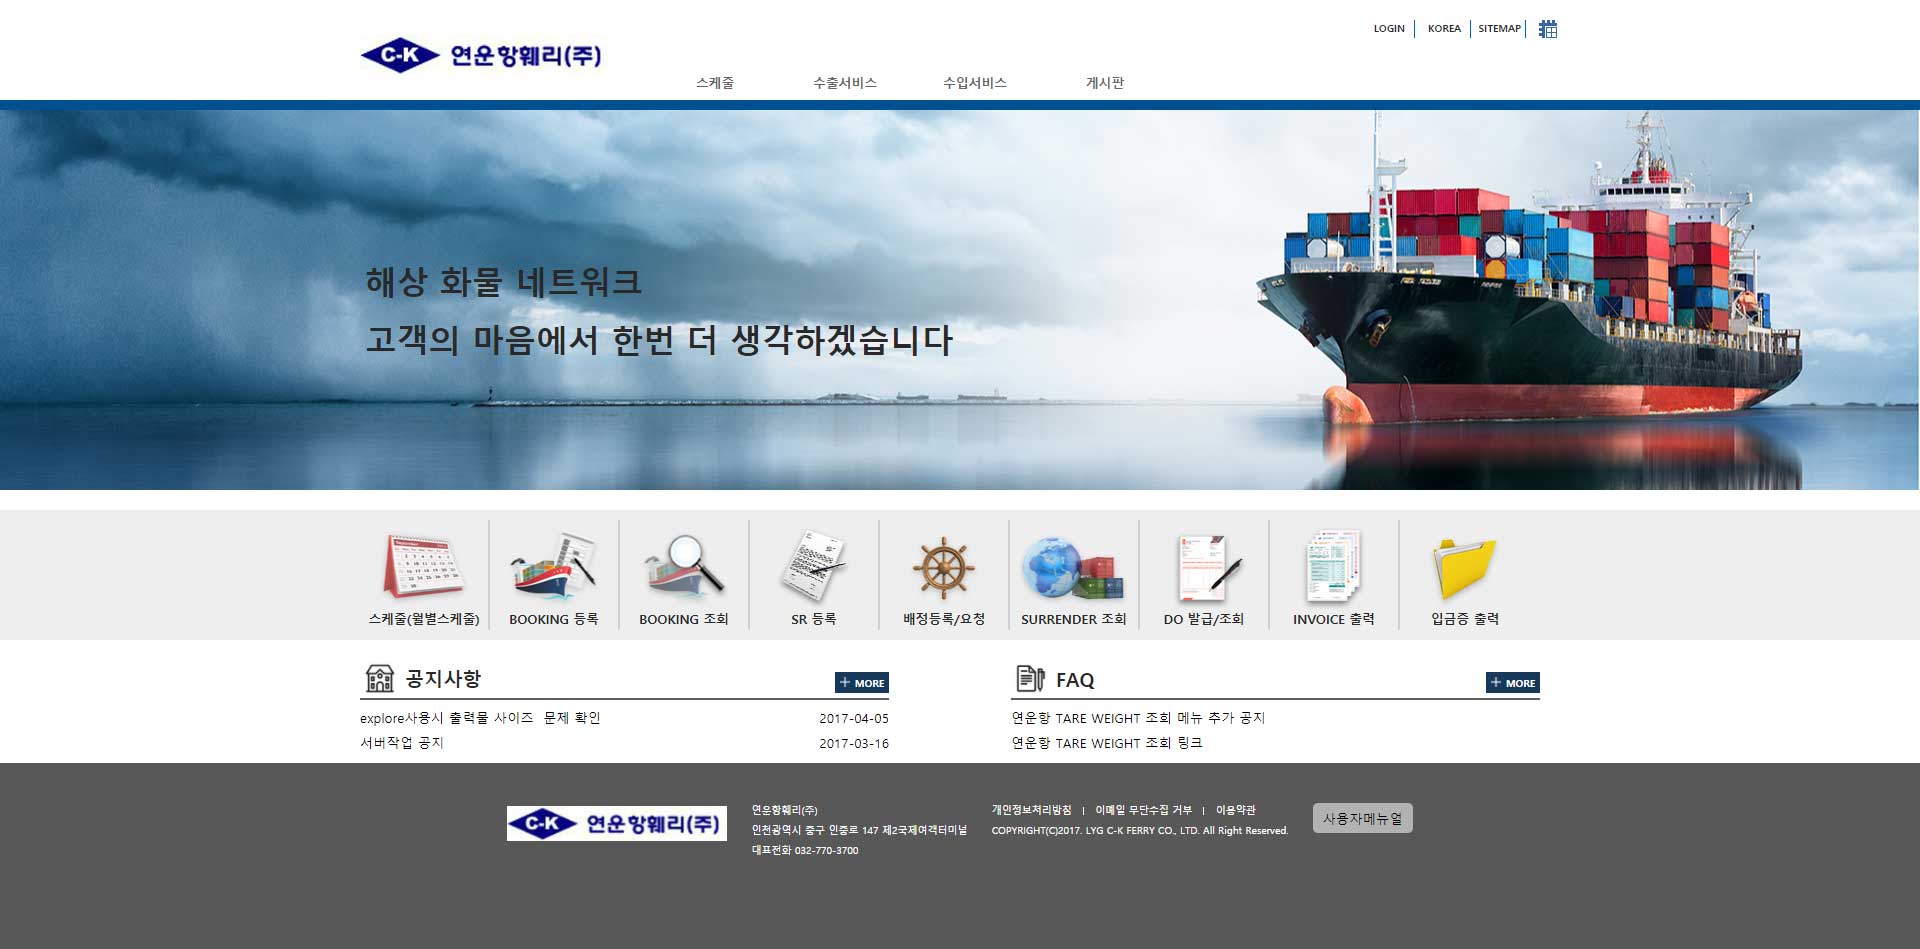 LOGIN
KOREA
SITEMAP
C-K 연운항훼리(주)
스케줄
수출서비스
수입서비스
게시판
해상 화물 네트워크
고객의 마음에서 한번 더 생각하겠습니다
스케줄(월별스케줄)
BOOKING 등록
BOOKING 조회
SR 등록
배정등록/요청
SURRENDER 조회
DO 발급/조회
INVOICE 출력
입금증 출력
공지사항
+ MORE
explore사용시 출력물 사이즈 문제 확인 2017-04-05
서버작업 공지 2017-03-16
FAQ
+ MORE
연운항 TARE WEIGHT 조회 메뉴 추가 공지
연운항 TARE WEIGHT 조회 링크
C-K 연운항훼리(주)
연운항훼리(주)
인천광역시 중구 인중로 147 제2국제여객터미널
대표전화 032-770-3700
개인정보처리방침 | 이메일 무단수집 거부 | 이용약관
COPYRIGHT(C)2017. LYG C-K FERRY CO., LTD. All Right Reserved.
사용자메뉴얼